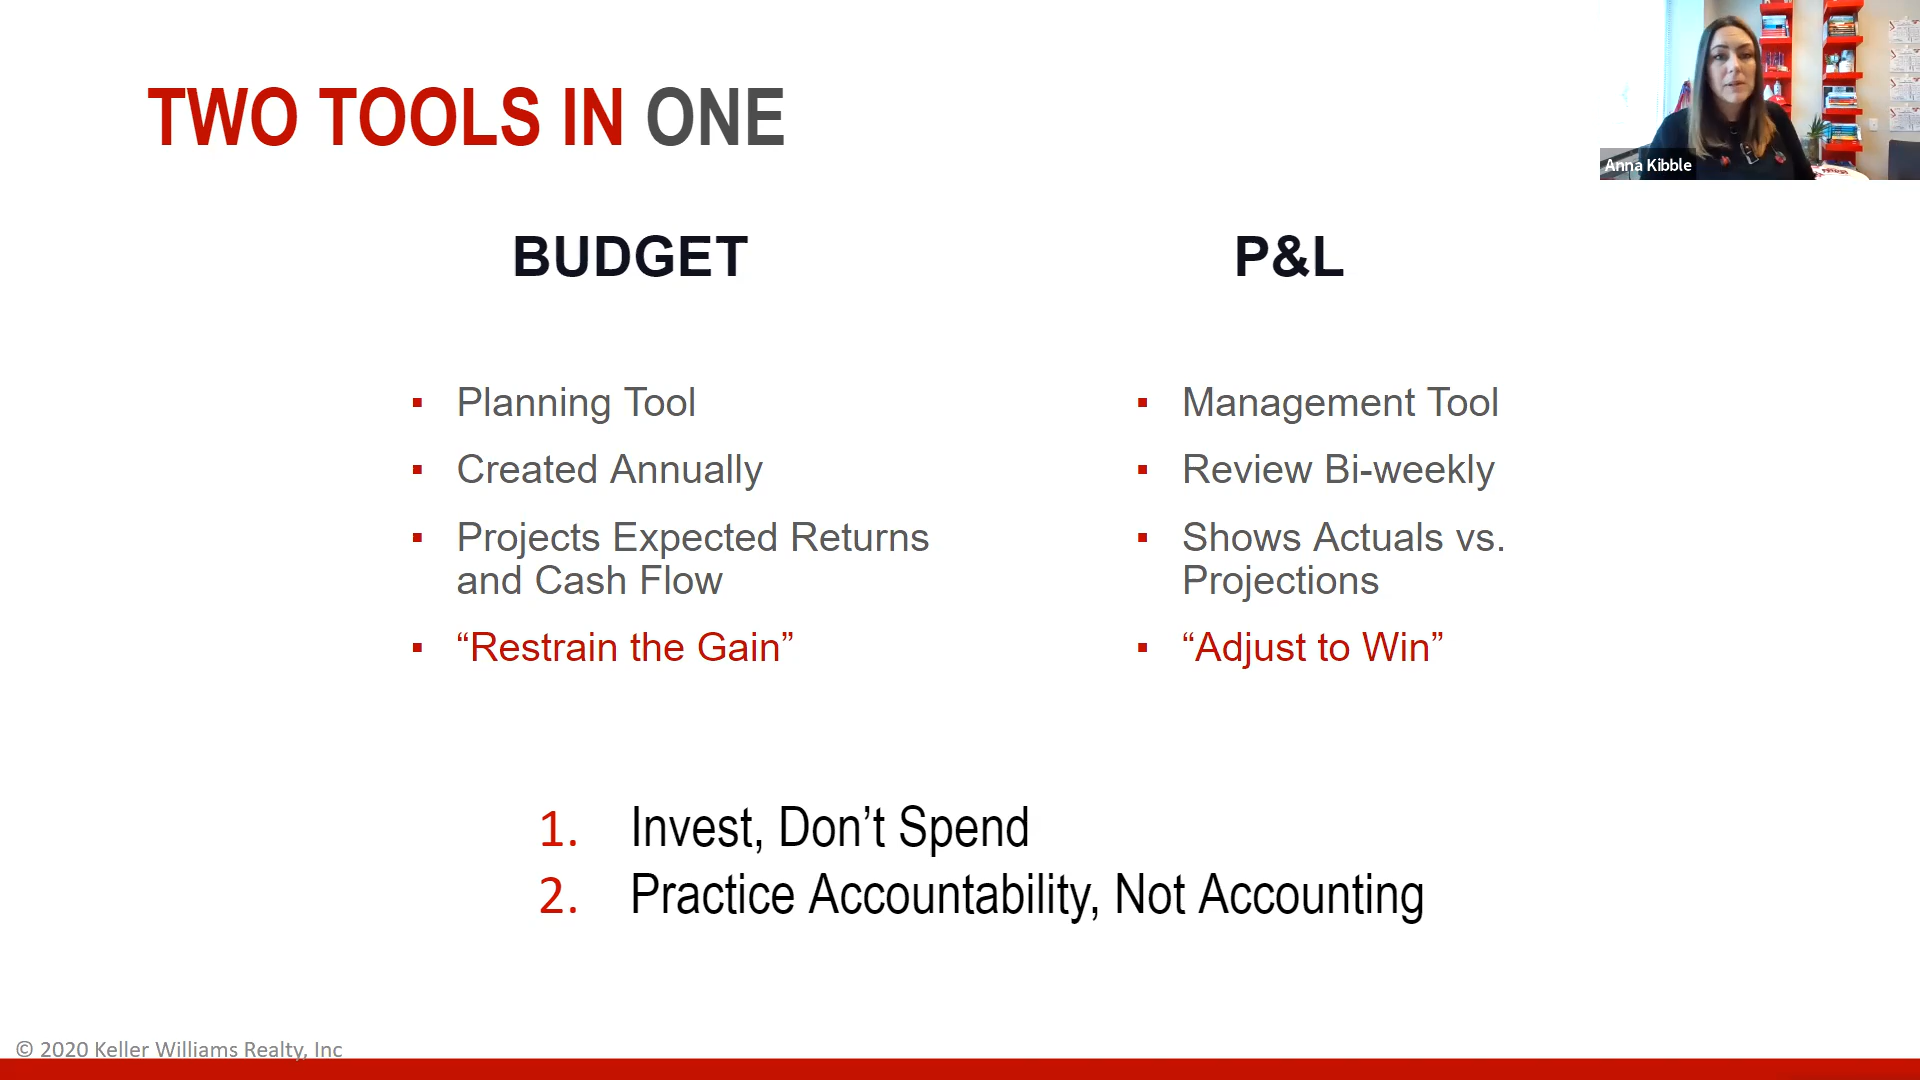 TWO TOOLS IN ONE
Anna Kibble
BUDGET
▪ Planning Tool
▪ Created Annually
▪ Projects Expected Returns
and Cash Flow
▪ “Restrain the Gain”
P&L
▪ Management Tool
▪ Review Bi-weekly
▪ Shows Actuals vs.
Projections
▪ “Adjust to Win”
1. Invest, Don’t Spend
2. Practice Accountability, Not Accounting
© 2020 Keller Williams Realty, Inc